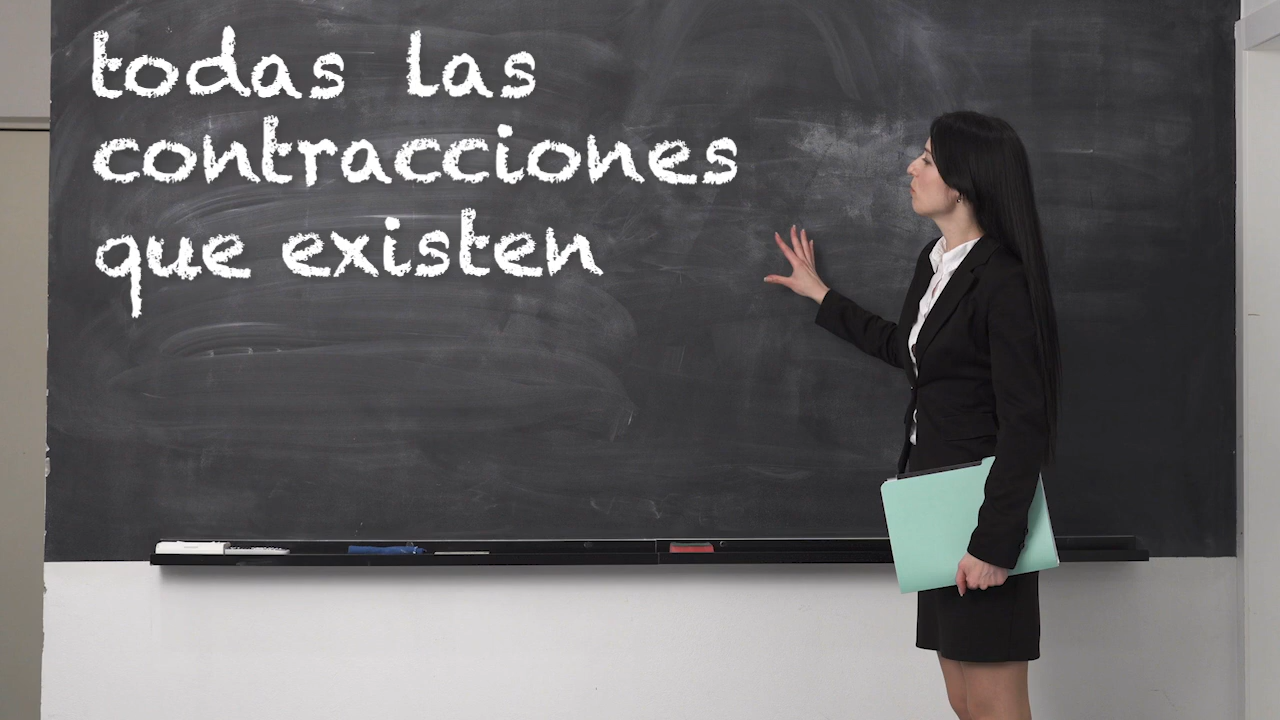 todas las
contracciones
que existen